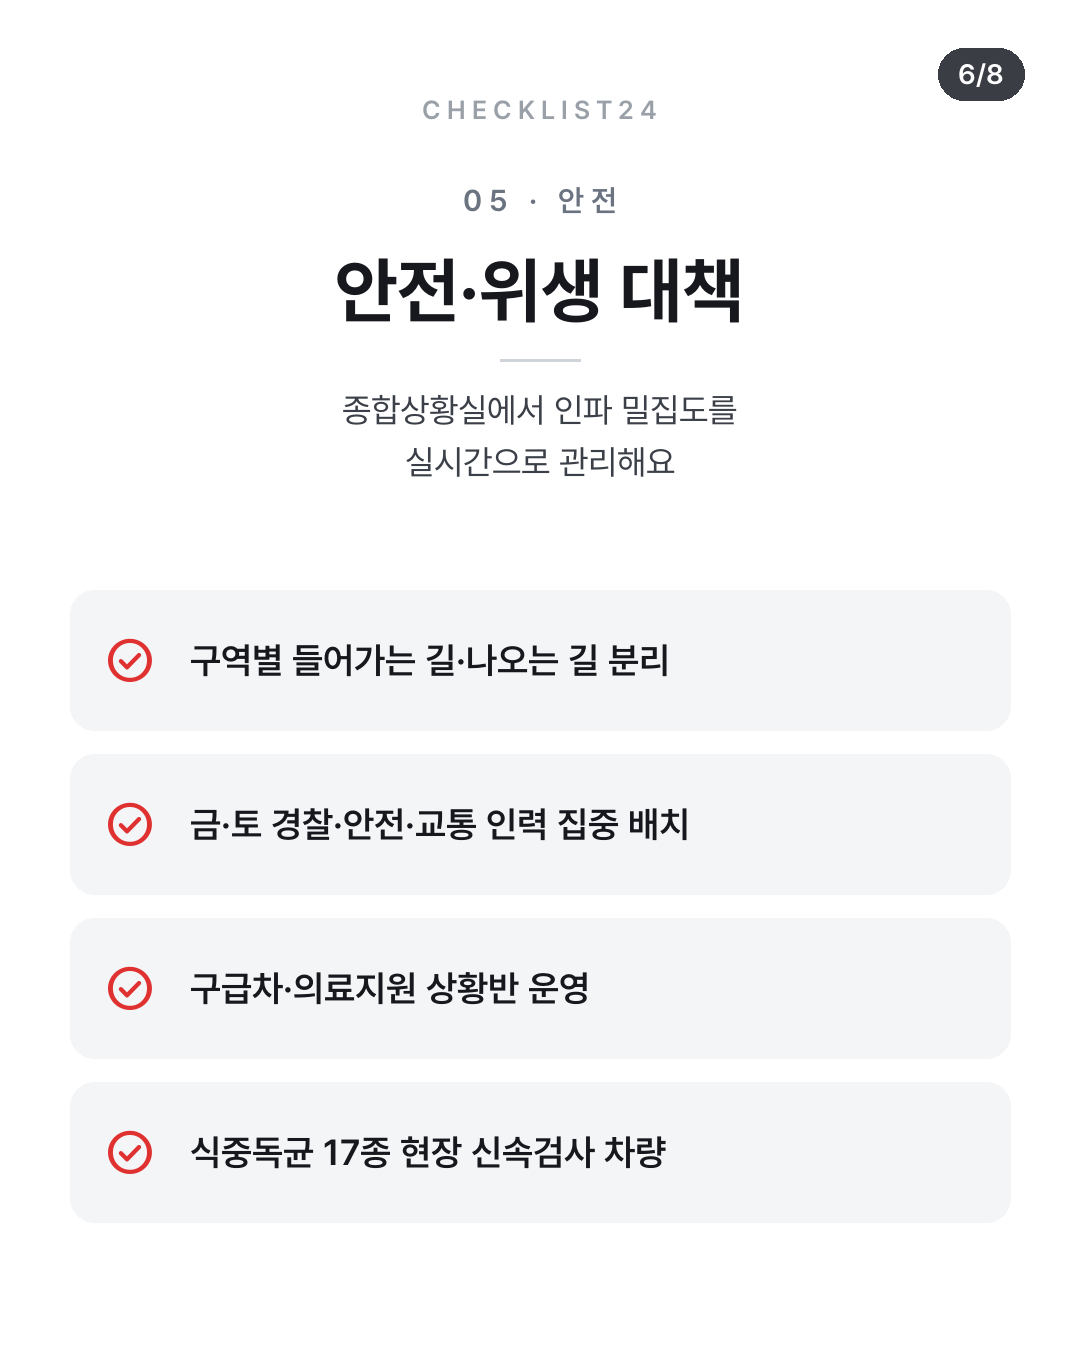 6/8
CHECKLIST24
05 · 안전
안전·위생 대책
종합상황실에서 인파 밀집도를
실시간으로 관리해요
구역별 들어가는 길·나오는 길 분리
금·토 경찰·안전·교통 인력 집중 배치
구급차·의료지원 상황반 운영
식중독균 17종 현장 신속검사 차량